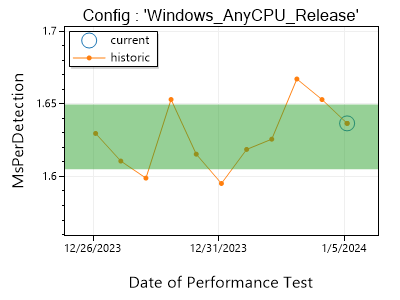 Config : 'Windows_AnyCPU_Release'
1.7
current
historic
1.65
1.6
MsPerDetection
12/26/2023 12/31/2023 1/5/2024
Date of Performance Test